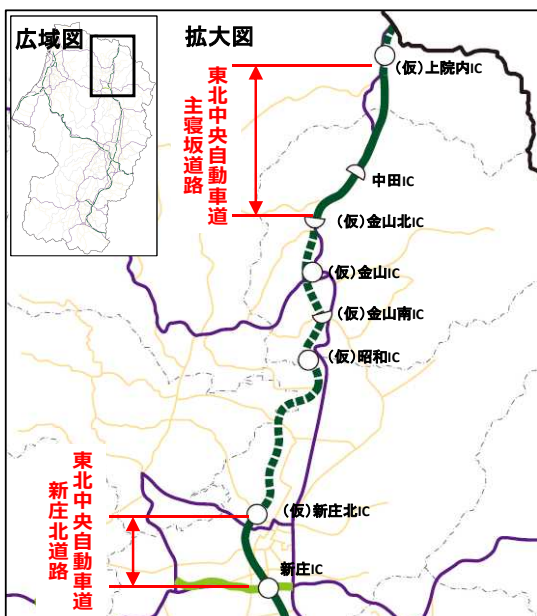 広域図
拡大図
東北中央自動車道
主寝坂道路
(仮)上院内IC
中田IC
(仮)金山北IC
(仮)金山IC
(仮)金山南IC
(仮)昭和IC
東北中央自動車道
新庄北道路
(仮)新庄北IC
新庄IC